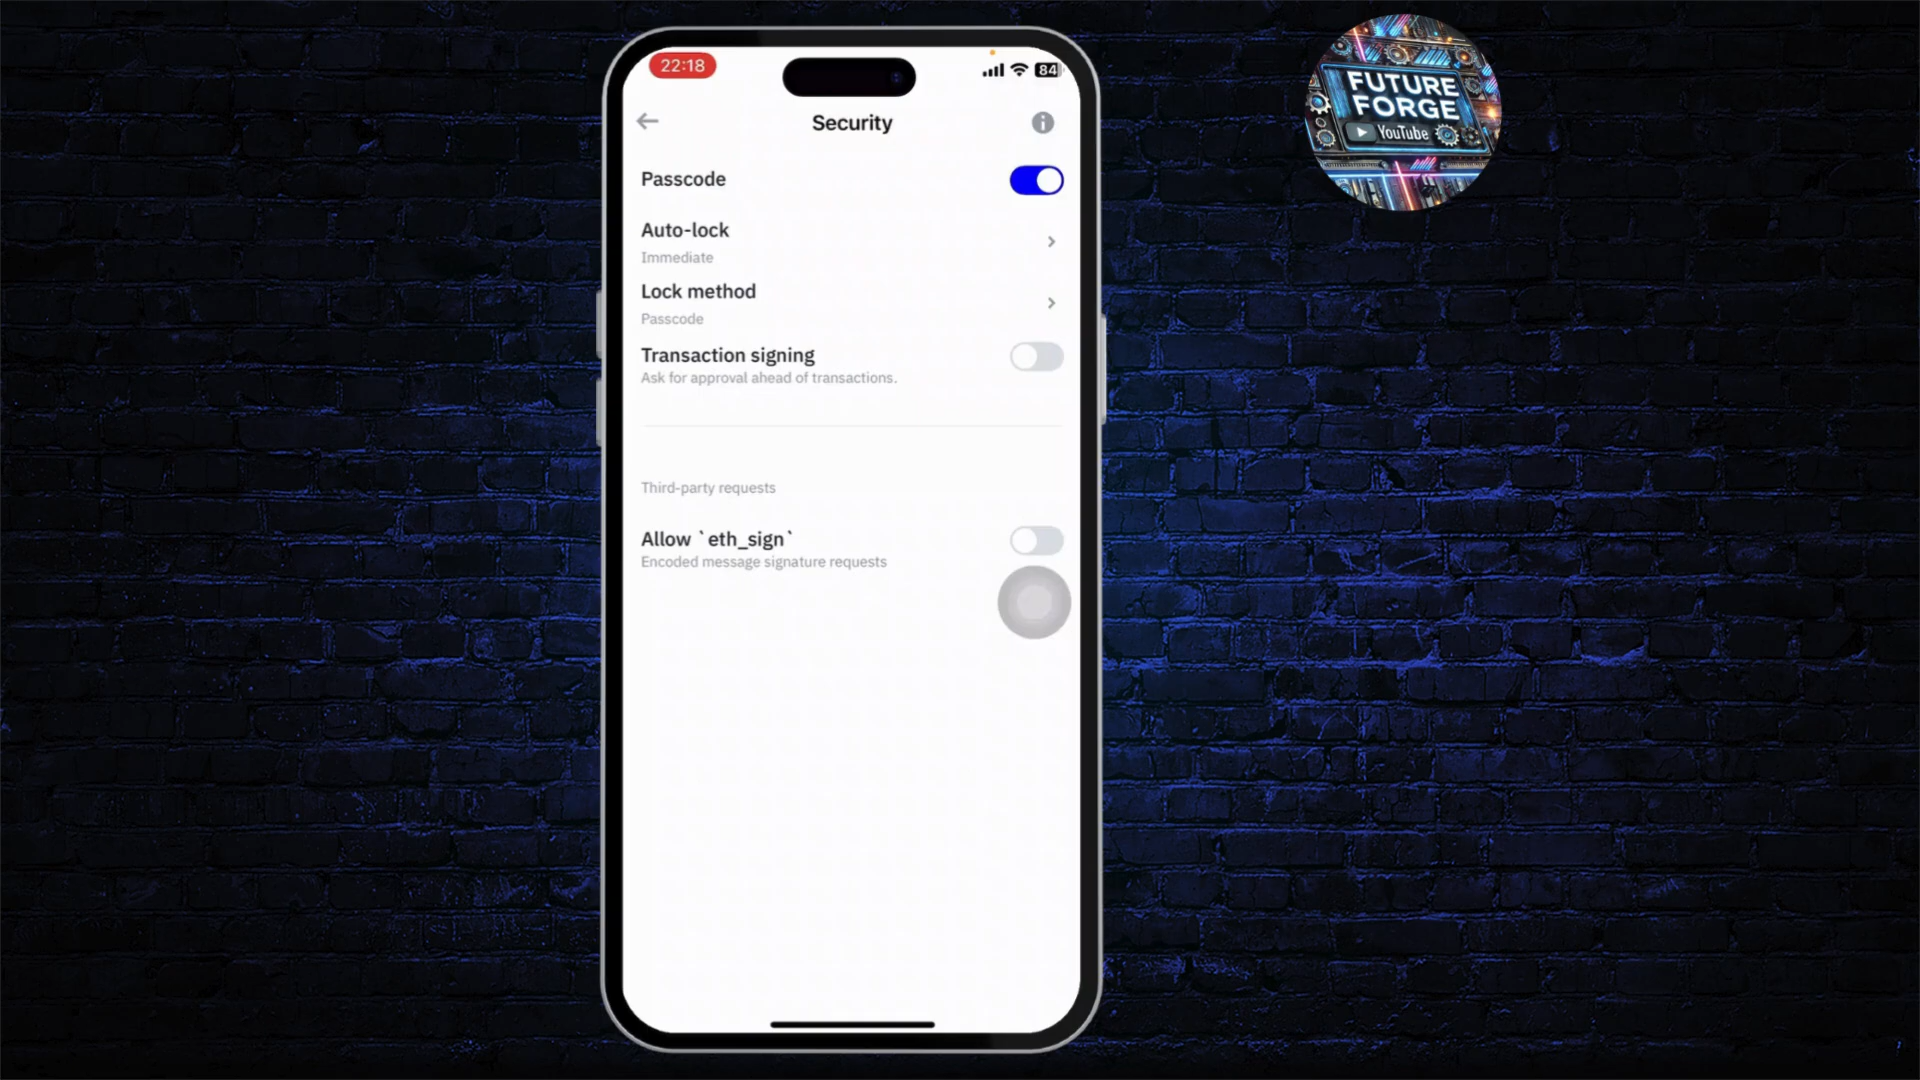 22:18
84
Security
Passcode
Auto-lock
Immediate
Lock method
Passcode
Transaction signing
Ask for approval ahead of transactions.
Third-party requests
Allow `eth_sign`
Encoded message signature requests
FUTURE
FORGE
YouTube